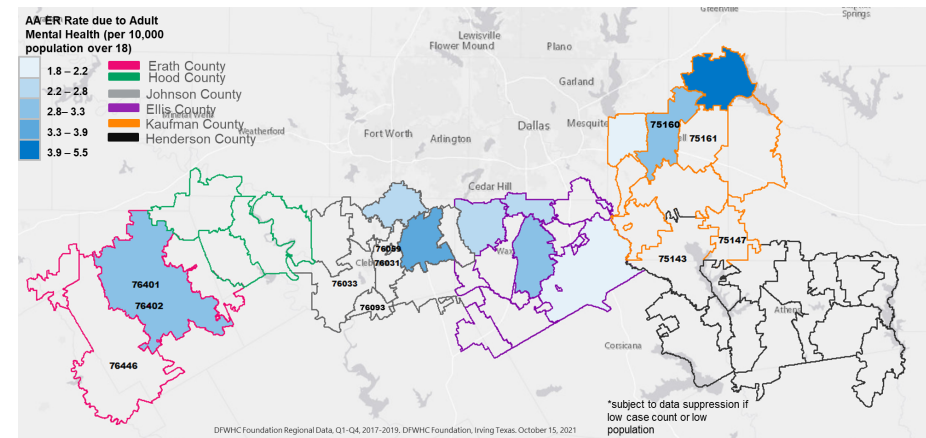 AA ER Rate due to Adult
Mental Health (per 10,000
population over 18)
1.8 – 2.2
2.2 – 2.8
2.8 – 3.3
3.3 – 3.9
3.9 – 5.5
Erath County
Hood County
Johnson County
Ellis County
Kaufman County
Henderson County
Greenville
Springs
Lewisville
Flower Mound
Plano
Garland
Mineral Wells
Weatherford
Fort Worth
Arlington
Dallas
Mesquite
75160
75161
Cedar Hill
76059
76031
76033
76093
76401
76402
76446
75147
75143
Corsicana
*subject to data suppression if
low case count or low
population
DFWHC Foundation Regional Data, Q1-Q4, 2017-2019. DFWHC Foundation, Irving Texas. October 15, 2021